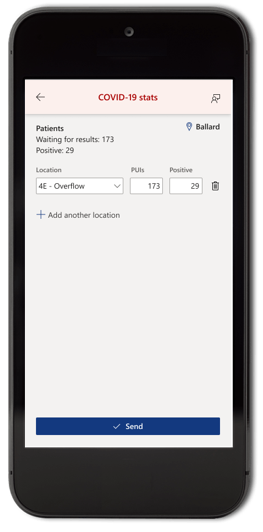 COVID-19 stats
Patients
Ballard
Waiting for results: 173
Positive: 29
Location PUIs Positive
4E - Overflow 173 29
Add another location
Send